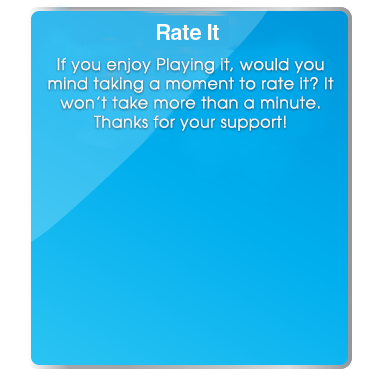 Rate It
If you enjoy Playing it, would you
mind taking a moment to rate it? It
won't take more than a minute.
Thanks for your support!